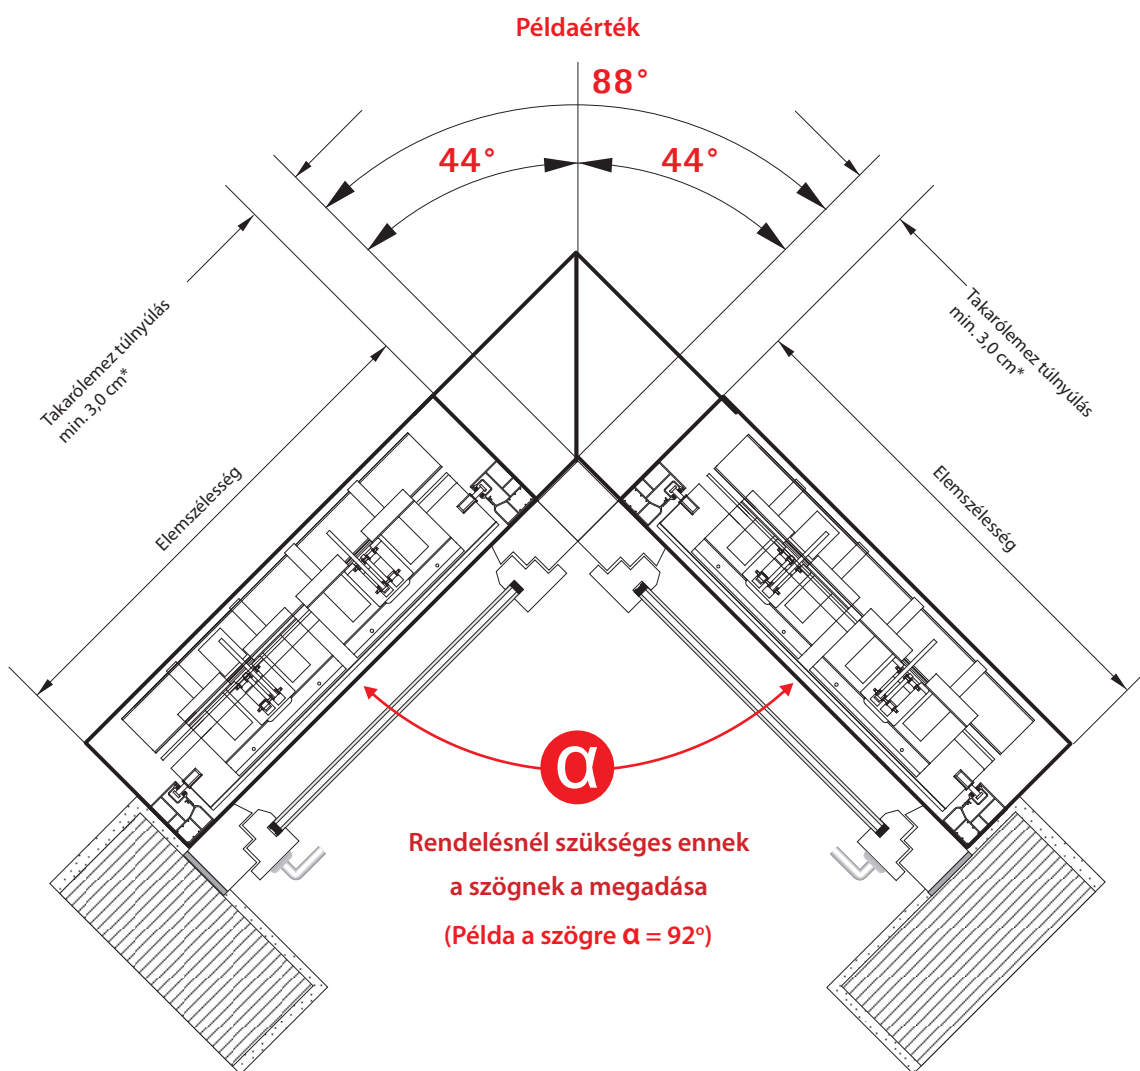 Példaérték
88°
44°
44°
Takarólemez túlnyúlás
min. 3,0 cm*
Takarólemez túlnyúlás
min. 3,0 cm*
Elemszélesség
Elemszélesség
α
Rendelésnél szükséges ennek
a szögnek a megadása
(Példa a szögre α = 92°)